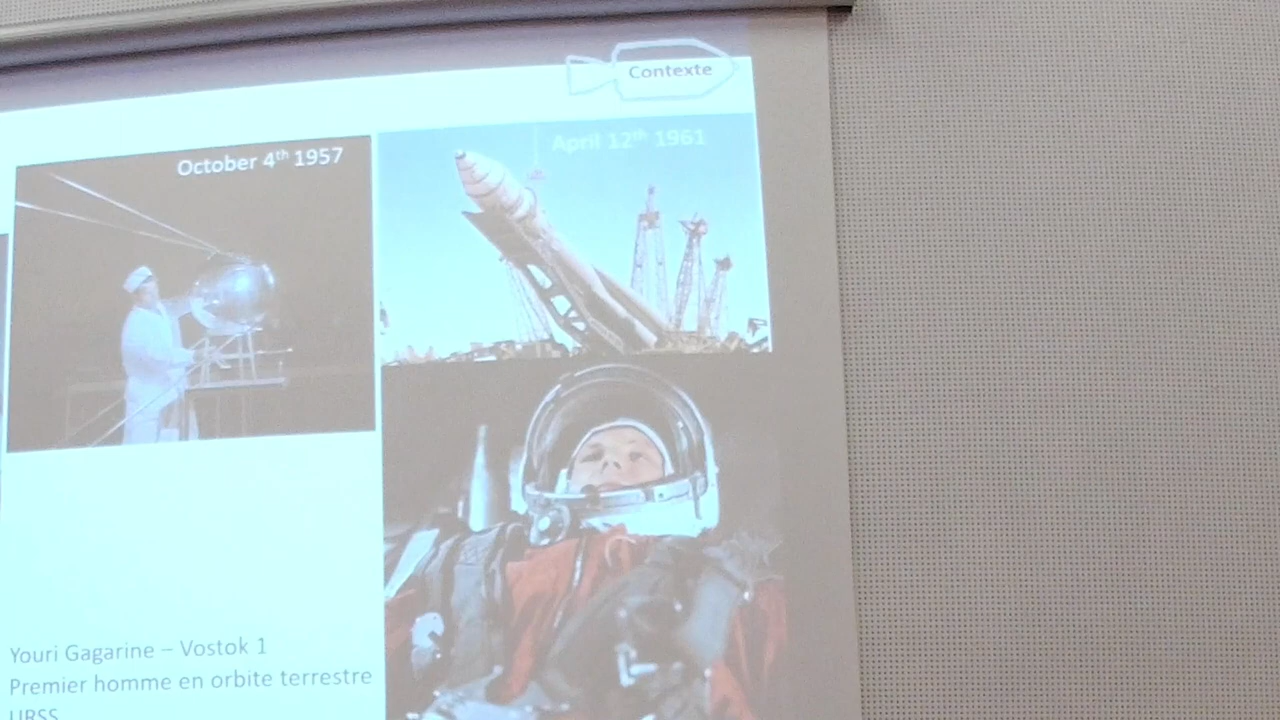 Contexte
October 4th 1957
April 12th 1961
Youri Gagarine – Vostok 1
Premier homme en orbite terrestre
URSS